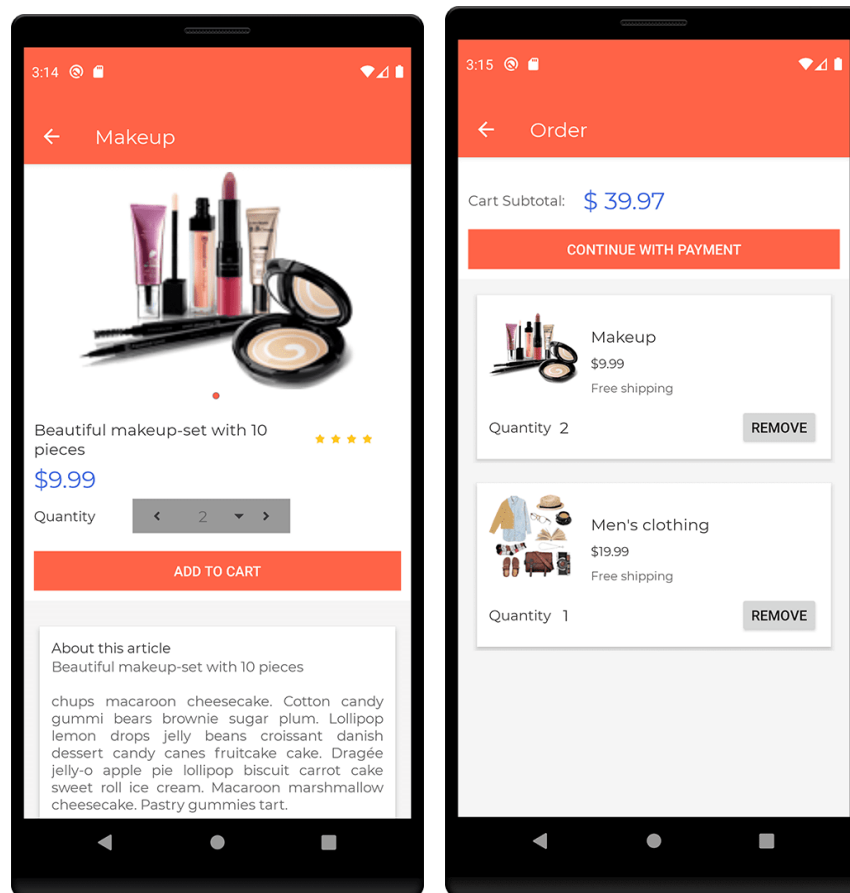 3:14
Makeup
Beautiful makeup-set with 10
pieces
$9.99
Quantity
2
ADD TO CART
About this article
Beautiful makeup-set with 10 pieces
chups macaroon cheesecake. Cotton candy
gummi bears brownie sugar plum. Lollipop
lemon drops jelly beans croissant danish
dessert candy canes fruitcake cake. Dragée
jelly-o apple pie lollipop biscuit carrot cake
sweet roll ice cream. Macaroon marshmallow
cheesecake. Pastry gummies tart.
3:15
Order
Cart Subtotal: $ 39.97
CONTINUE WITH PAYMENT
Makeup
$9.99
Free shipping
Quantity 2
REMOVE
Men's clothing
$19.99
Free shipping
Quantity 1
REMOVE